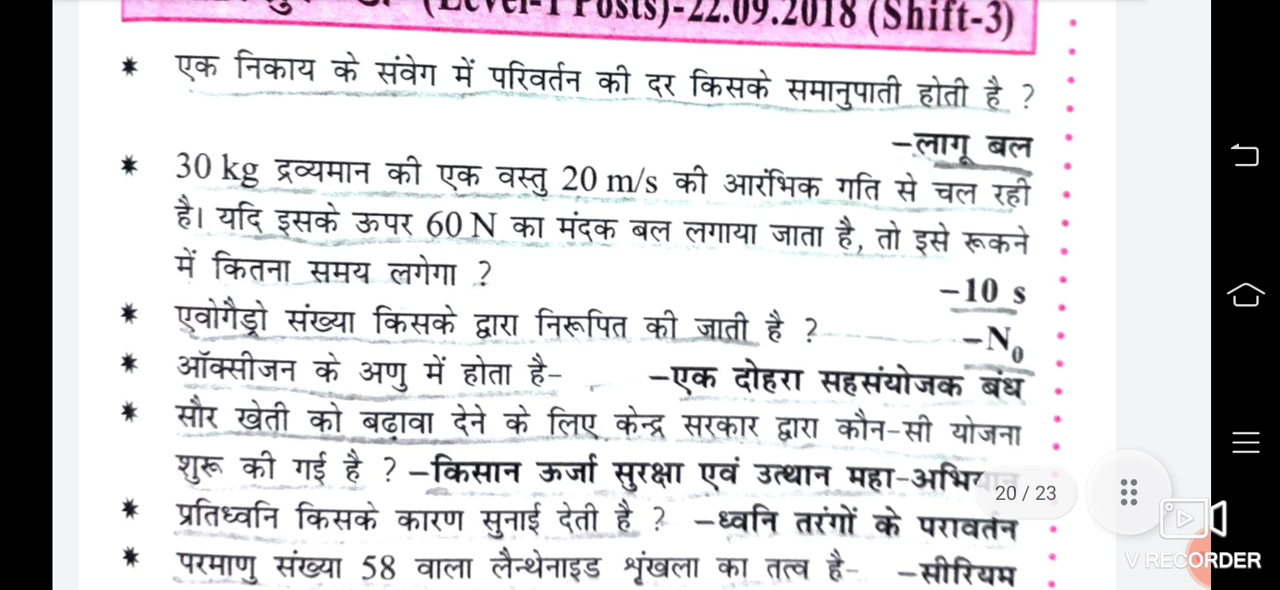 (Level-1 Posts)-22.09.2018 (Shift-3)
* एक निकाय के संवेग में परिवर्तन की दर किसके समानुपाती होती है ?
–लागू बल
* 30 kg द्रव्यमान की एक वस्तु 20 m/s की आरंभिक गति से चल रही
है। यदि इसके ऊपर 60 N का मंदक बल लगाया जाता है, तो इसे रूकने
में कितना समय लगेगा ?
–10 s
* एवोगैड्रो संख्या किसके द्वारा निरूपित की जाती है ? –N₀
* ऑक्सीजन के अणु में होता है- –एक दोहरा सहसंयोजक बंध
* सौर खेती को बढ़ावा देने के लिए केन्द्र सरकार द्वारा कौन-सी योजना
शुरू की गई है ? –किसान ऊर्जा सुरक्षा एवं उत्थान महा-अभियान
20 / 23
* प्रतिध्वनि किसके कारण सुनाई देती है ? –ध्वनि तरंगों के परावर्तन
* परमाणु संख्या 58 वाला लैन्थेनाइड शृंखला का तत्व है- –सीरियम
V RECORDER